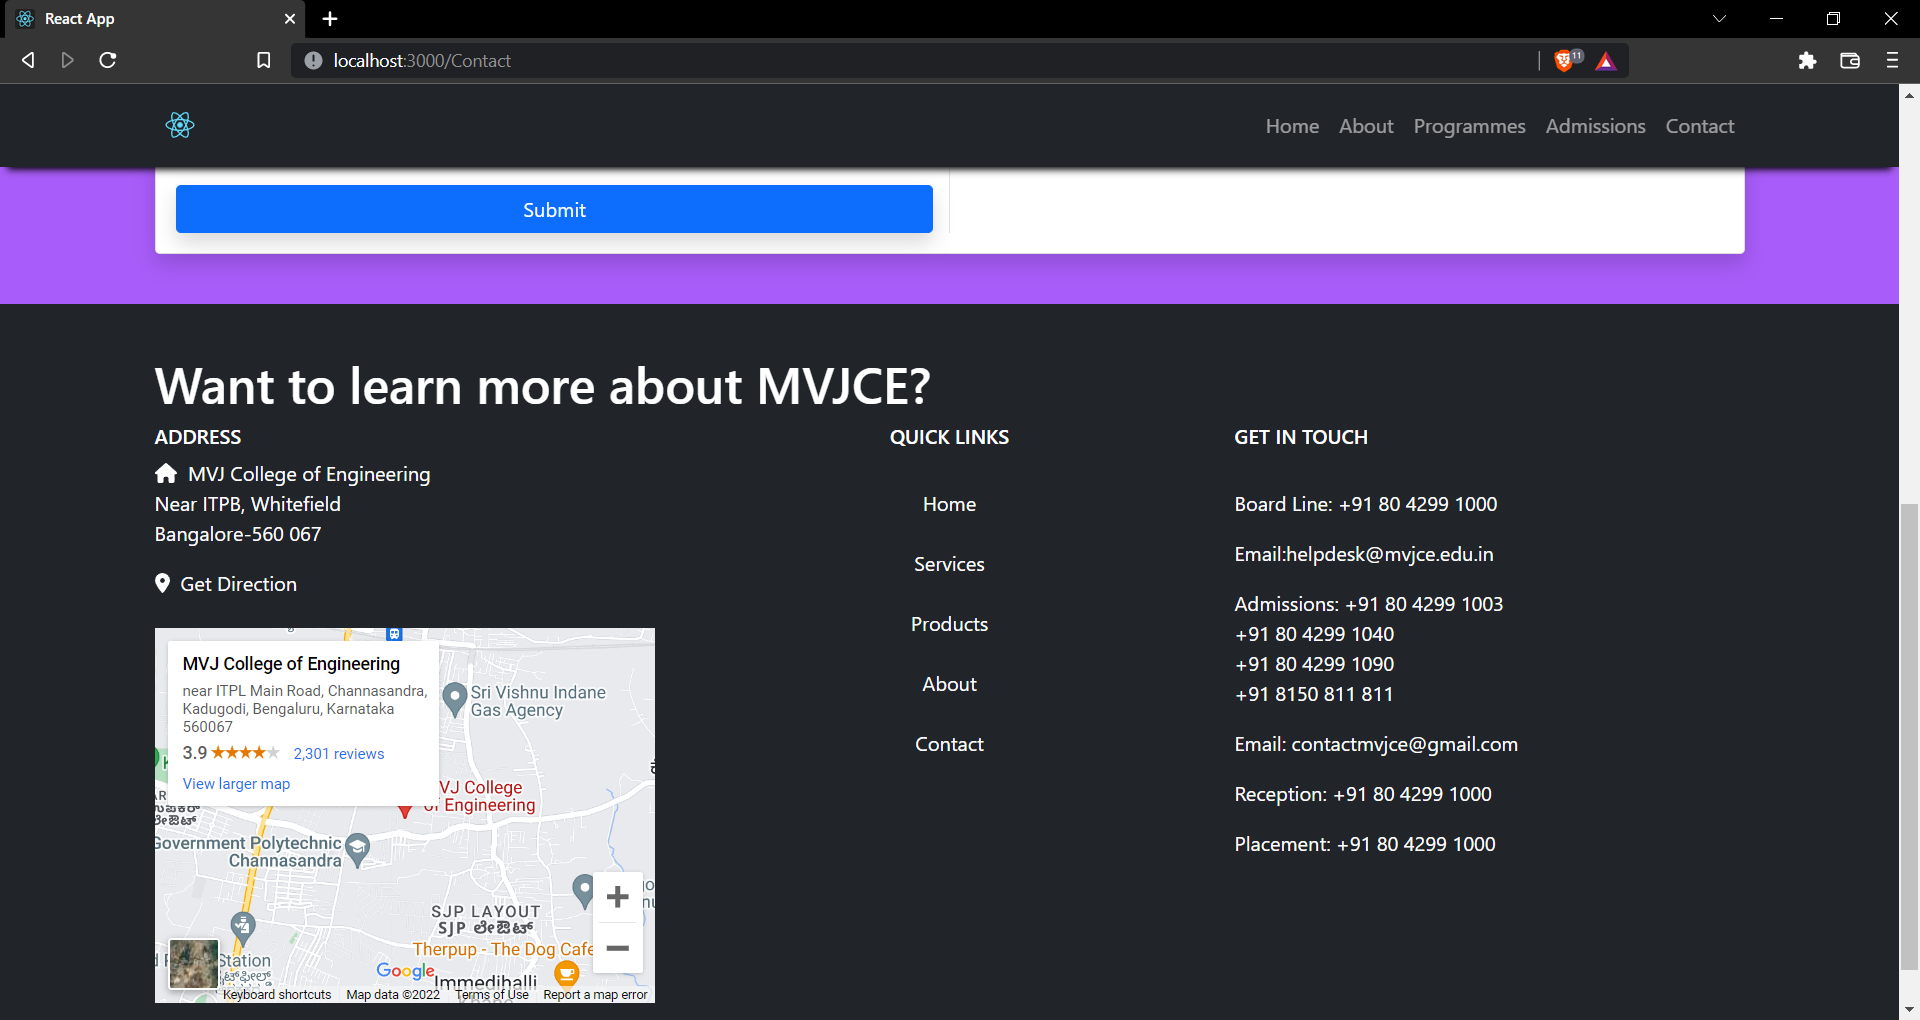 React App
localhost:3000/Contact
11
Home About Programmes Admissions Contact
Submit
Want to learn more about MVJCE?
ADDRESS
MVJ College of Engineering
Near ITPB, Whitefield
Bangalore-560 067
Get Direction
MVJ College of Engineering
near ITPL Main Road, Channasandra,
Kadugodi, Bengaluru, Karnataka
560067
3.9 2,301 reviews
View larger map
Sri Vishnu Indane
Gas Agency
VJ College
of Engineering
Government Polytechnic
Channasandra
SJP LAYOUT
SJP ಲೇಔಟ್
Therpup - The Dog Cafe
Station
Google
Immedihalli
Keyboard shortcuts Map data ©2022 Terms of Use Report a map error
QUICK LINKS
Home
Services
Products
About
Contact
GET IN TOUCH
Board Line: +91 80 4299 1000
Email:helpdesk@mvjce.edu.in
Admissions: +91 80 4299 1003
+91 80 4299 1040
+91 80 4299 1090
+91 8150 811 811
Email: contactmvjce@gmail.com
Reception: +91 80 4299 1000
Placement: +91 80 4299 1000